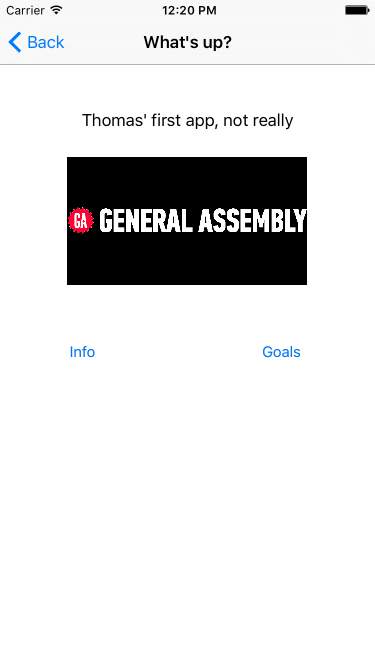 Carrier 12:20 PM
Back What's up?
Thomas' first app, not really
GA GENERAL ASSEMBLY
Info Goals